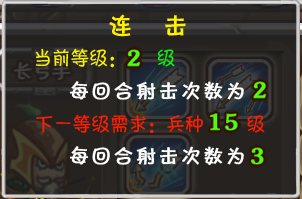 连 击
当前等级：2 级
每回合射击次数为 2
下一等级需求：兵种 15 级
每回合射击次数为 3